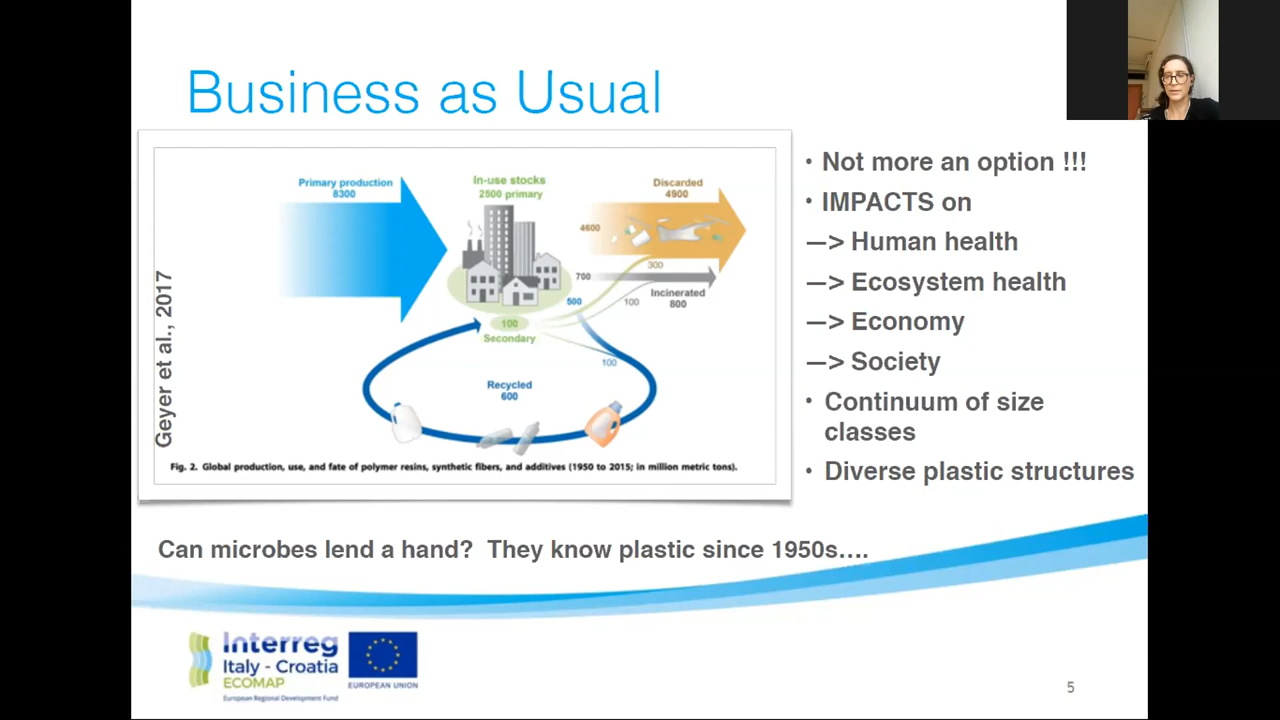 Business as Usual
Geyer et al., 2017
Primary production
8300
In-use stocks
2500 primary
Discarded
4900
4600
300
700
Incinerated
800
500
100
100
Secondary
100
Recycled
600
Fig. 2. Global production, use, and fate of polymer resins, synthetic fibers, and additives (1950 to 2015; in million metric tons).
• Not more an option !!!
• IMPACTS on
—> Human health
—> Ecosystem health
—> Economy
—> Society
• Continuum of size
classes
• Diverse plastic structures
Can microbes lend a hand? They know plastic since 1950s….
Interreg
Italy - Croatia
ECOMAP
European Regional Development Fund
EUROPEAN UNION
5